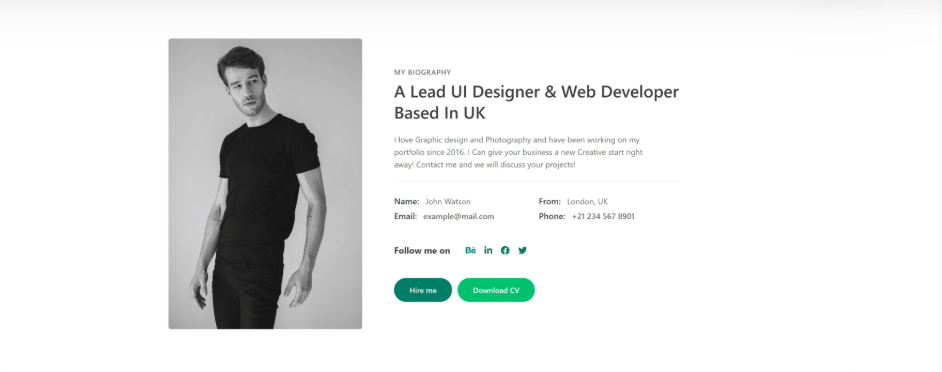 MY BIOGRAPHY
A Lead UI Designer & Web Developer
Based In UK
I love Graphic design and Photography and have been working on my
portfolio since 2016. I Can give your business a new Creative start right
away! Contact me and we will discuss your projects!
Name: John Watson From: London, UK
Email: example@mail.com Phone: +21 234 567 8901
Follow me on Bē in
Hire me Download CV